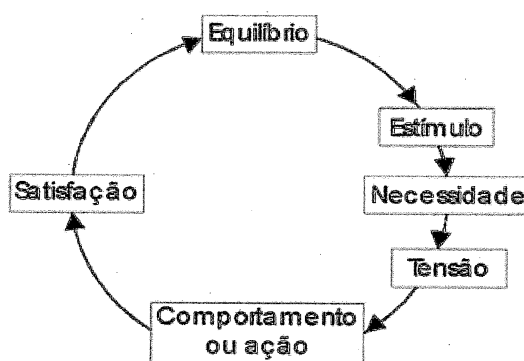 Equilíbrio
Estímulo
Necessidade
Tensão
Comportamento
ou ação
Satisfação